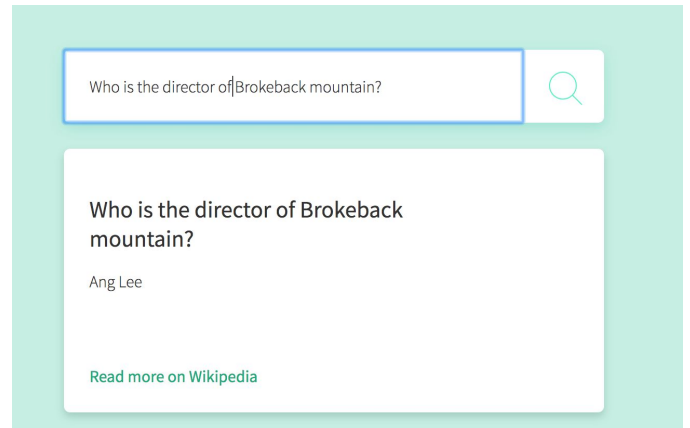 Who is the director of Brokeback mountain?
Who is the director of Brokeback
mountain?
Ang Lee
Read more on Wikipedia